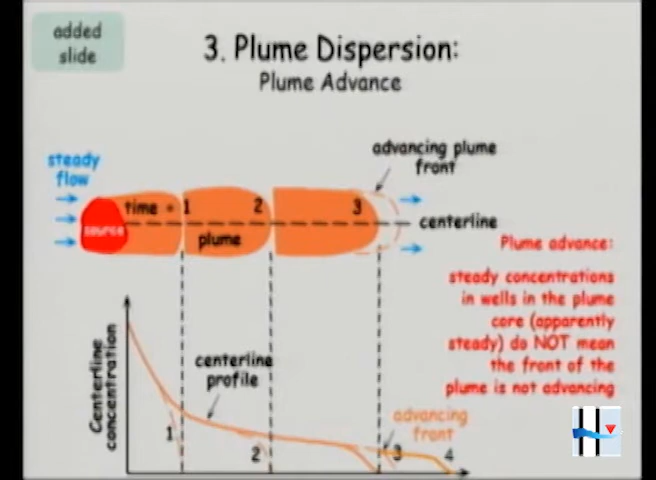 added
slide
3. Plume Dispersion:
Plume Advance
steady
flow
advancing plume
front
time = 1
2
3
centerline
source
plume
Plume advance:
steady concentrations
in wells in the plume
core (apparently
steady) do NOT mean
the front of the
plume is not advancing
Centerline
concentration
centerline
profile
advancing
front
1
2
3
4
H